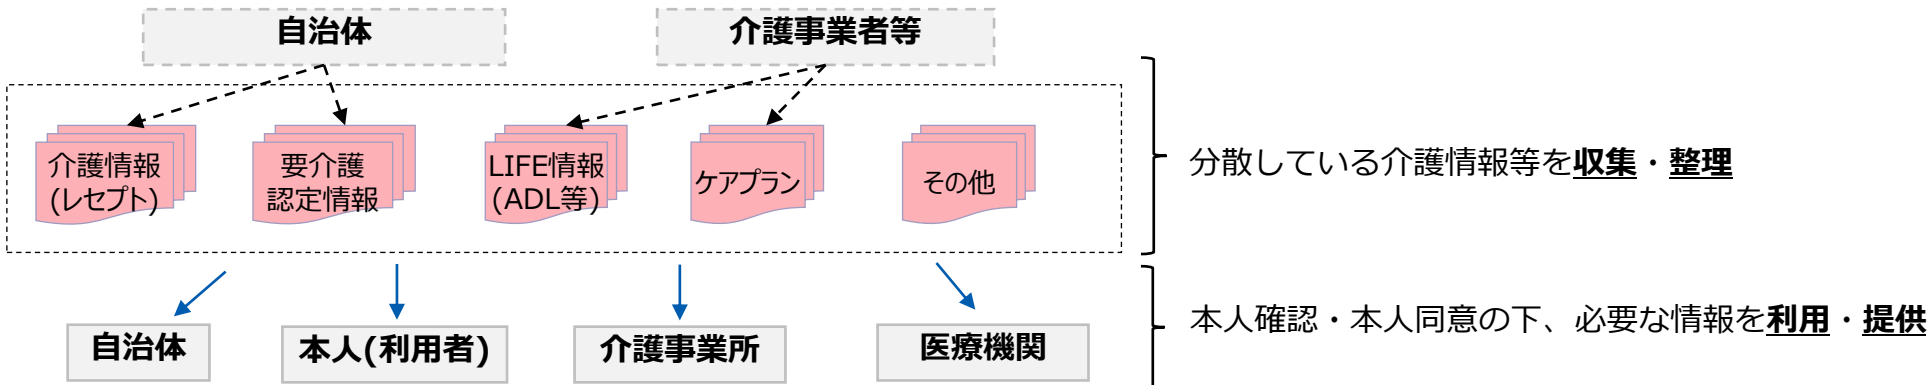 自治体
介護事業者等
介護情報
(レセプト)
要介護
認定情報
LIFE情報
(ADL等)
ケアプラン
その他
分散している介護情報等を収集・整理
自治体
本人(利用者)
介護事業所
医療機関
本人確認・本人同意の下、必要な情報を利用・提供